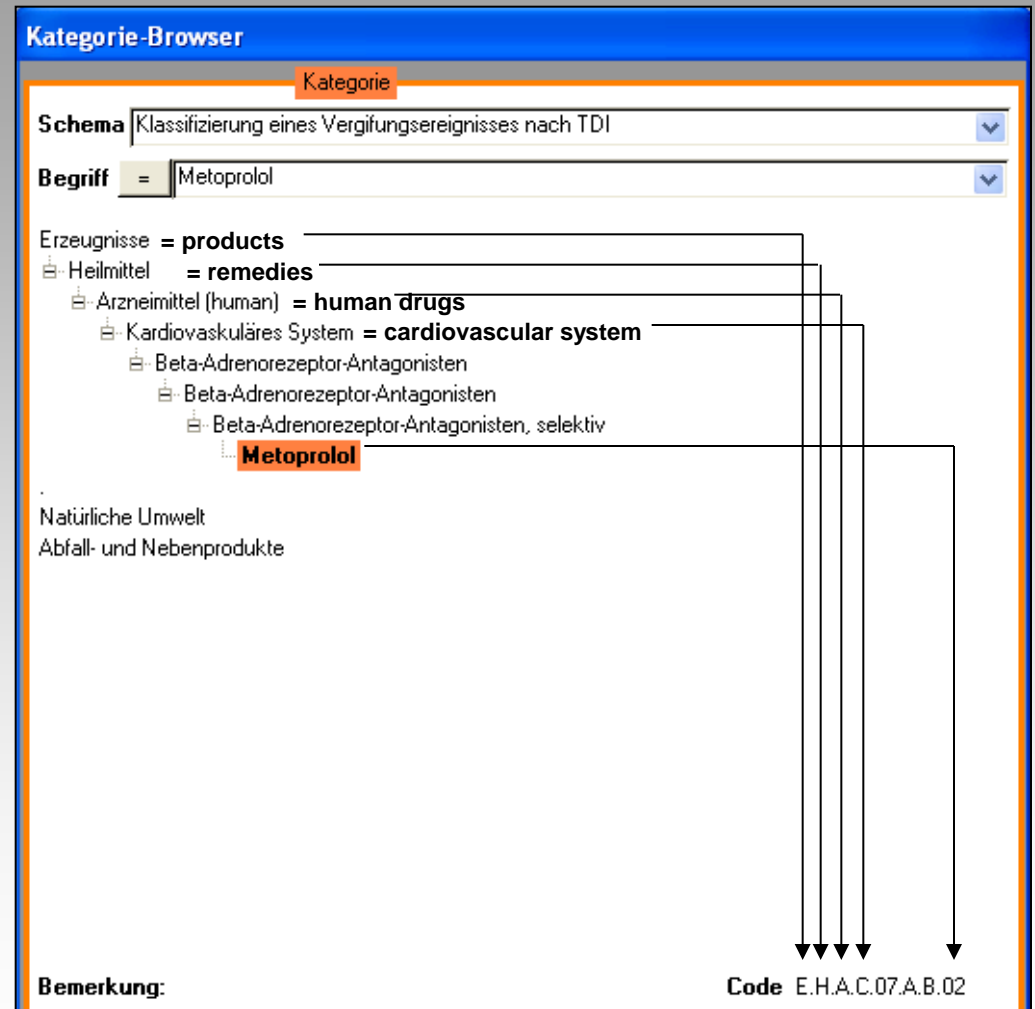 Kategorie-Browser
Kategorie
Schema Klassifizierung eines Vergifungsereignisses nach TDI
Begriff = Metoprolol
Erzeugnisse = products
Heilmittel = remedies
Arzneimittel (human) = human drugs
Kardiovaskuläres System = cardiovascular system
Beta-Adrenorezeptor-Antagonisten
Beta-Adrenorezeptor-Antagonisten
Beta-Adrenorezeptor-Antagonisten, selektiv
Metoprolol
.
Natürliche Umwelt
Abfall- und Nebenprodukte
Bemerkung: Code E.H.A.C.07.A.B.02